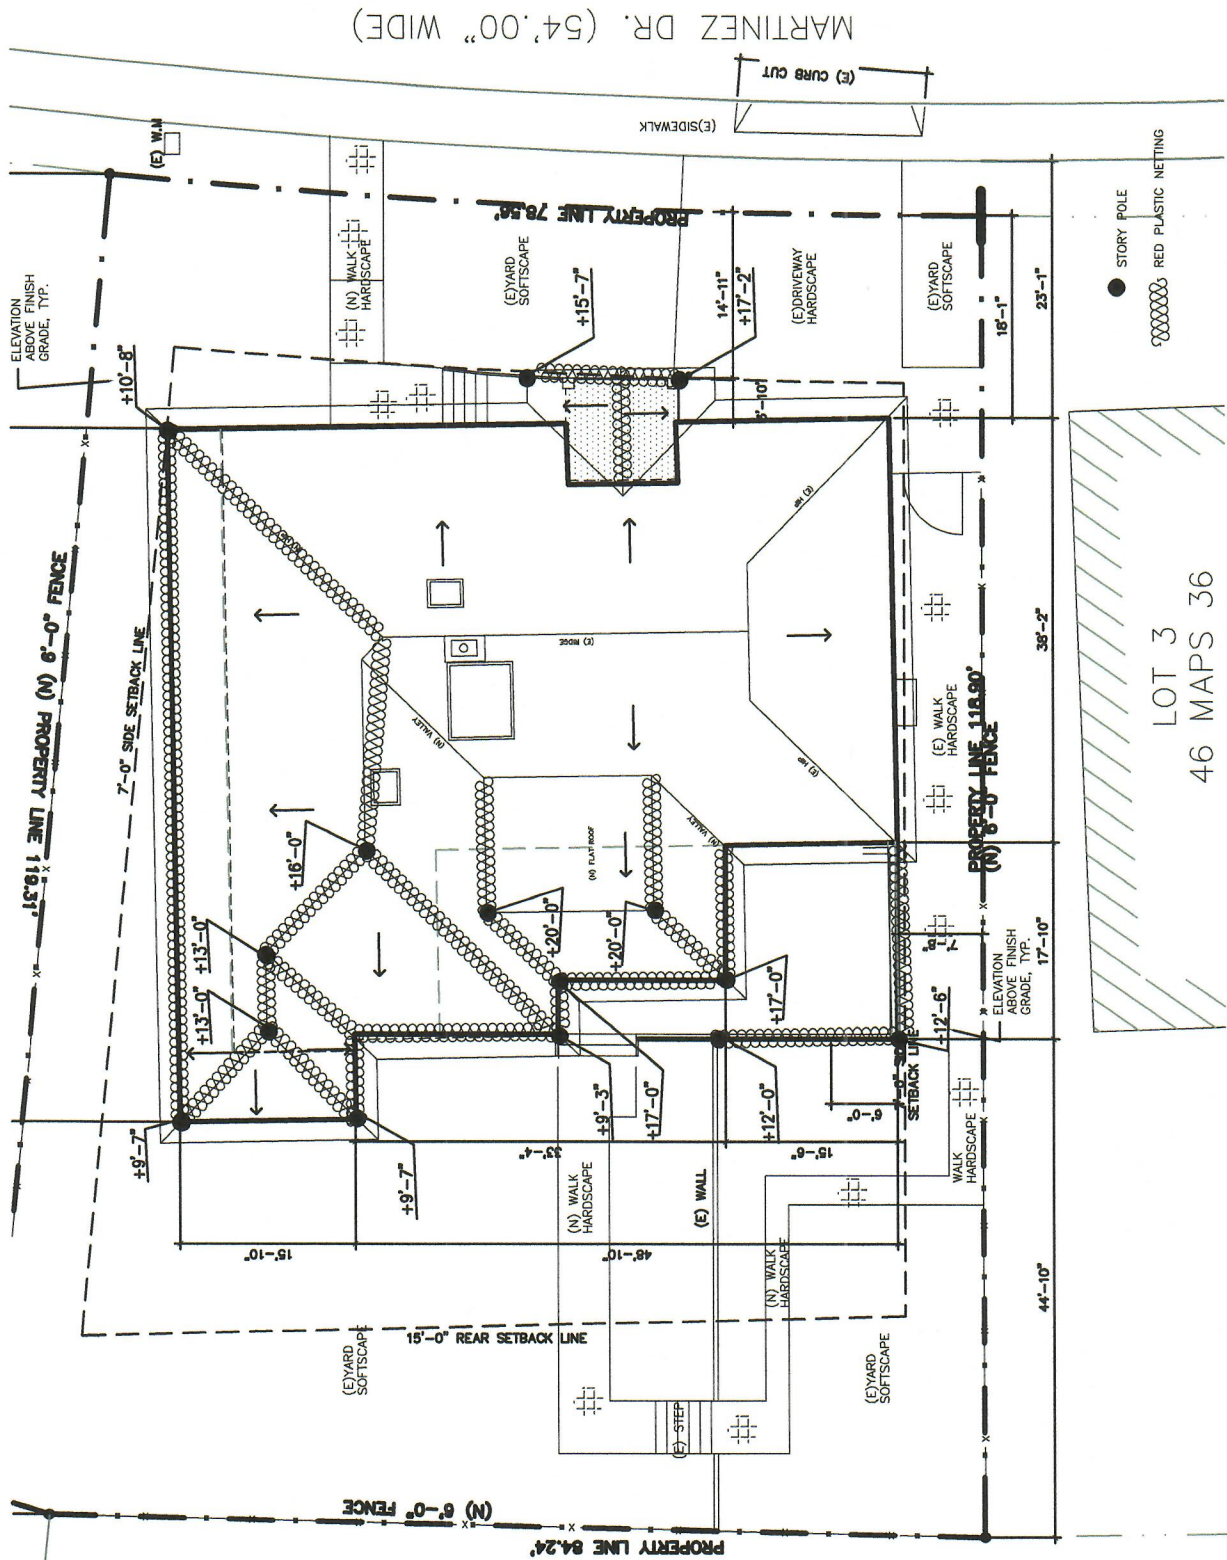 MARTINEZ DR. (54'.00" WIDE)
(E) CURB CUT
(E)SIDEWALK
(E) W.M
PROPERTY LINE 78.56'
ELEVATION
ABOVE FINISH
GRADE, TYP.
+10'-8"
(N) WALK
HARDSCAPE
(E)YARD
SOFTSCAPE
+15'-7"
14'-11"
+17'-2"
(E)DRIVEWAY
HARDSCAPE
(E)YARD
SOFTSCAPE
18'-1"
23'-1"
STORY POLE
RED PLASTIC NETTING
(N) 6'-0" FENCE
PROPERTY LINE 119.31'
7'-0" SIDE SETBACK LINE
(E) HIP
(E) RIDGE
(N) VALLEY
(E) HIP
(N) VALLEY
(N) FLAT ROOF
38'-2"
LOT 3
46 MAPS 36
(E) WALK
HARDSCAPE
PROPERTY LINE 118.90'
(N) 6'-0" FENCE
+16'-0"
+13'-0"
+13'-0"
+20'-0"
+20'-0"
+17'-0"
17'-10"
ELEVATION
ABOVE FINISH
GRADE, TYP.
+12'-6"
SETBACK LINE
6'-0"
+9'-7"
+9'-7"
+9'-3"
+17'-0"
+12'-0"
33'-4"
15'-6"
15'-10"
48'-10"
(N) WALK
HARDSCAPE
(E) WALL
WALK
HARDSCAPE
(N) WALK
HARDSCAPE
44'-10"
15'-0" REAR SETBACK LINE
(E)YARD
SOFTSCAPE
(E)YARD
SOFTSCAPE
(E) STEP
(N) 6'-0" FENCE
PROPERTY LINE 84.24'